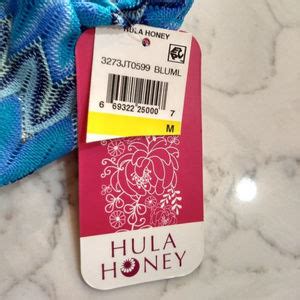 HULA HONEY
3273JT0599 BLUML
6 69322 25000 7
M
HULA
HONEY